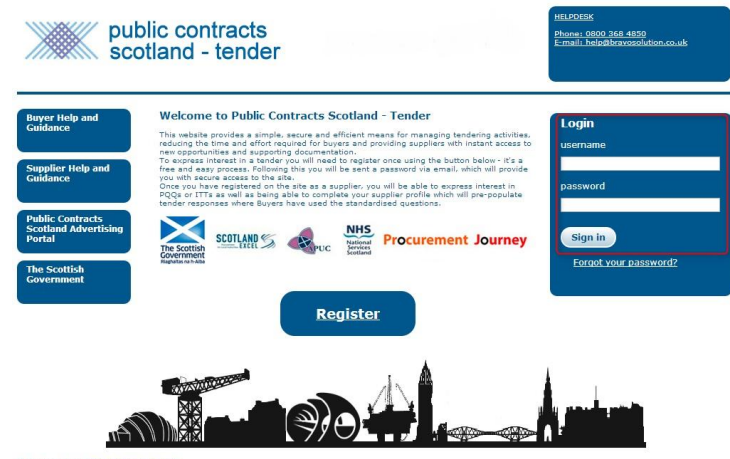 public contracts
scotland - tender
HELPDESK
Phone: 0800 368 4850
E-mail: help@bravosolution.co.uk
Buyer Help and
Guidance
Supplier Help and
Guidance
Public Contracts
Scotland Advertising
Portal
The Scottish
Government
Welcome to Public Contracts Scotland - Tender
This website provides a simple, secure and efficient means for managing tendering activities,
reducing the time and effort required for buyers and providing suppliers with instant access to
new opportunities and supporting documentation.
To express interest in a tender you will need to register once using the button below - it's a
free and easy process. Following this you will be sent a password via email, which will provide
you with secure access to the site.
Once you have registered on the site as a supplier, you will be able to express interest in
PQQs or ITTs as well as being able to complete your supplier profile which will pre-populate
tender responses where Buyers have used the standardised questions.
The Scottish
Government
Riaghaltas na h-Alba
SCOTLAND
EXCEL
APUC
NHS
National
Services
Scotland
Procurement Journey
Register
Login
username
password
Sign in
Forgot your password?